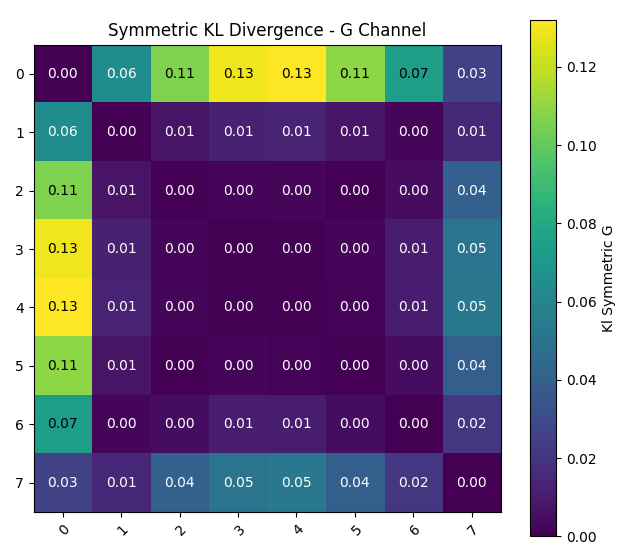 Symmetric KL Divergence - G Channel
0 0.00 0.06 0.11 0.13 0.13 0.11 0.07 0.03
1 0.06 0.00 0.01 0.01 0.01 0.01 0.00 0.01
2 0.11 0.01 0.00 0.00 0.00 0.00 0.00 0.04
3 0.13 0.01 0.00 0.00 0.00 0.00 0.01 0.05
4 0.13 0.01 0.00 0.00 0.00 0.00 0.01 0.05
5 0.11 0.01 0.00 0.00 0.00 0.00 0.00 0.04
6 0.07 0.00 0.00 0.01 0.01 0.00 0.00 0.02
7 0.03 0.01 0.04 0.05 0.05 0.04 0.02 0.00
0 1 2 3 4 5 6 7
0.12
0.10
0.08
0.06
0.04
0.02
0.00
Kl Symmetric G